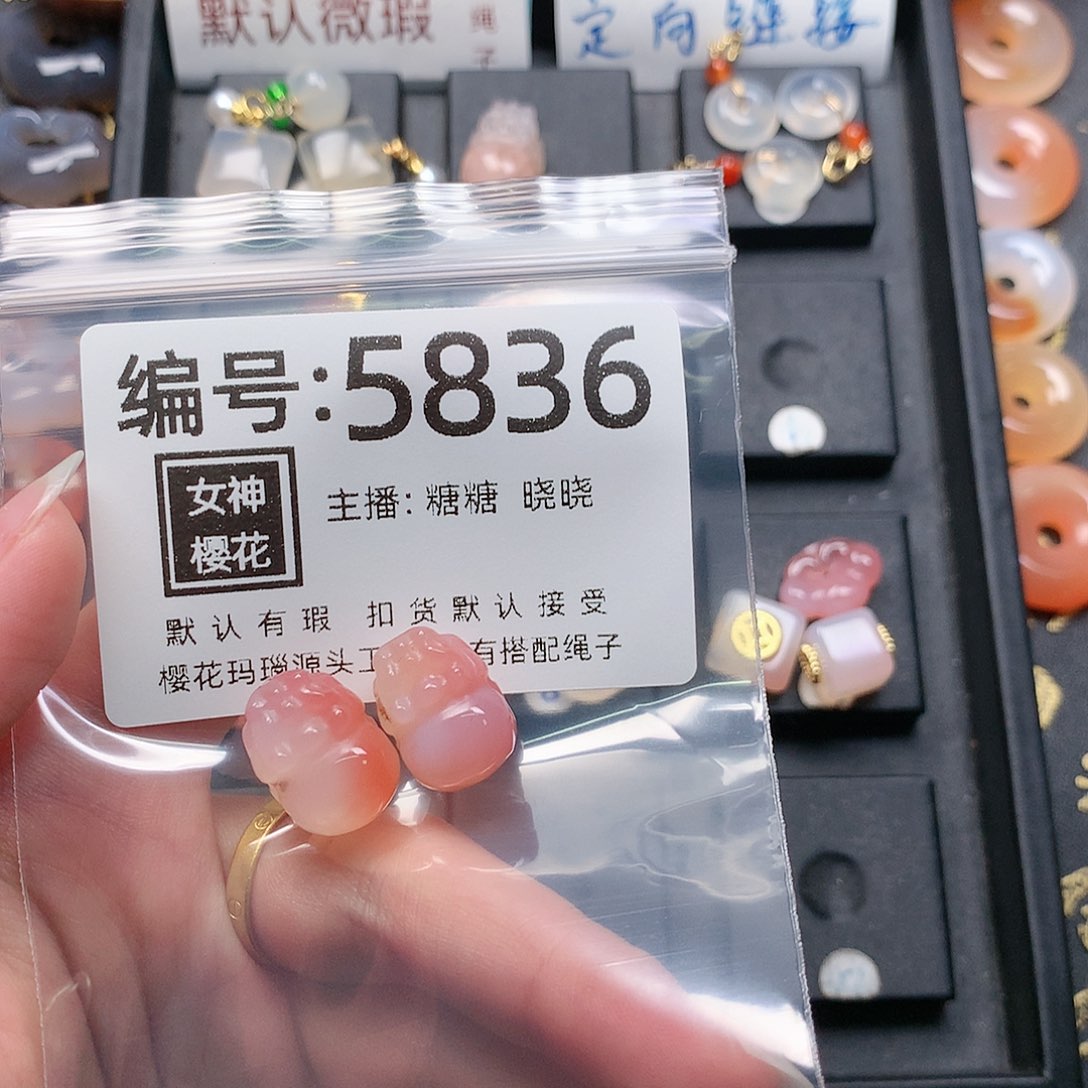 默认微瑕
绳子
定向链接
编号:5836
女神
樱花
主播: 糖糖 晓晓
默认有瑕 扣货默认接受
樱花玛瑙源头工 有搭配绳子